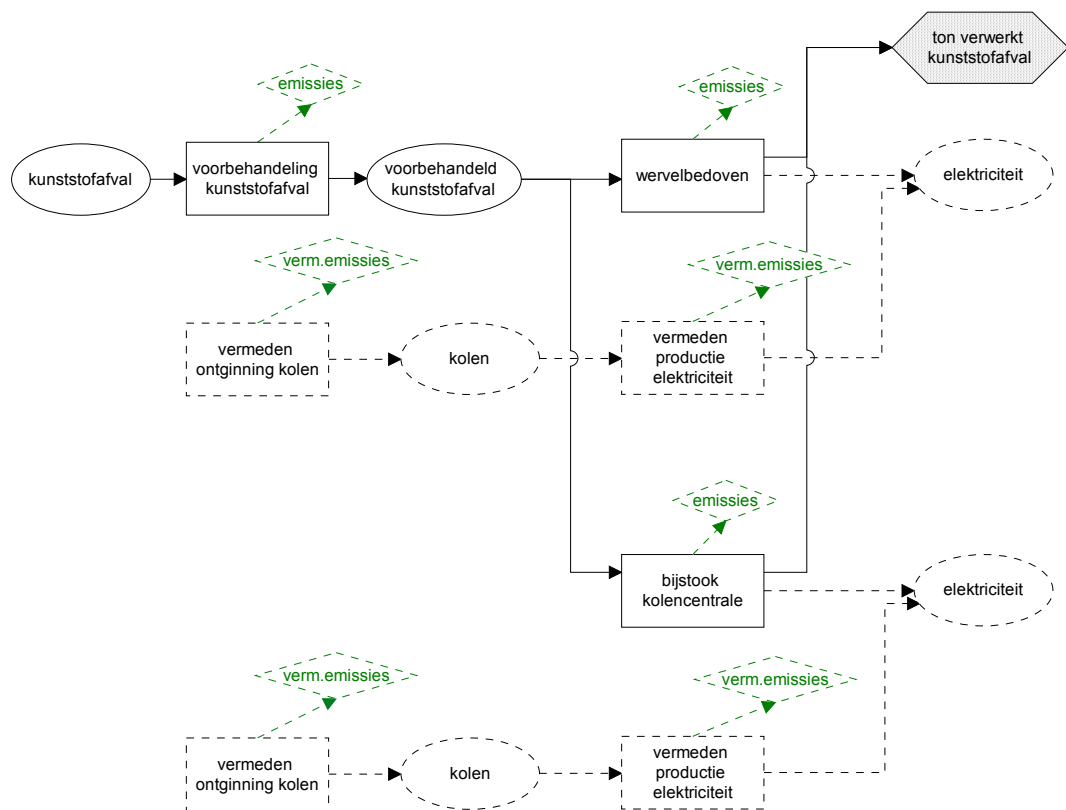 ton verwerkt
kunststofafval
emissies
emissies
kunststofafval
voorbehandeling
kunststofafval
voorbehandeld
kunststofafval
wervelbedoven
elektriciteit
verm.emissies
verm.emissies
vermeden
ontginning kolen
kolen
vermeden
productie
elektriciteit
emissies
bijstook
kolencentrale
elektriciteit
verm.emissies
verm.emissies
vermeden
ontginning kolen
kolen
vermeden
productie
elektriciteit